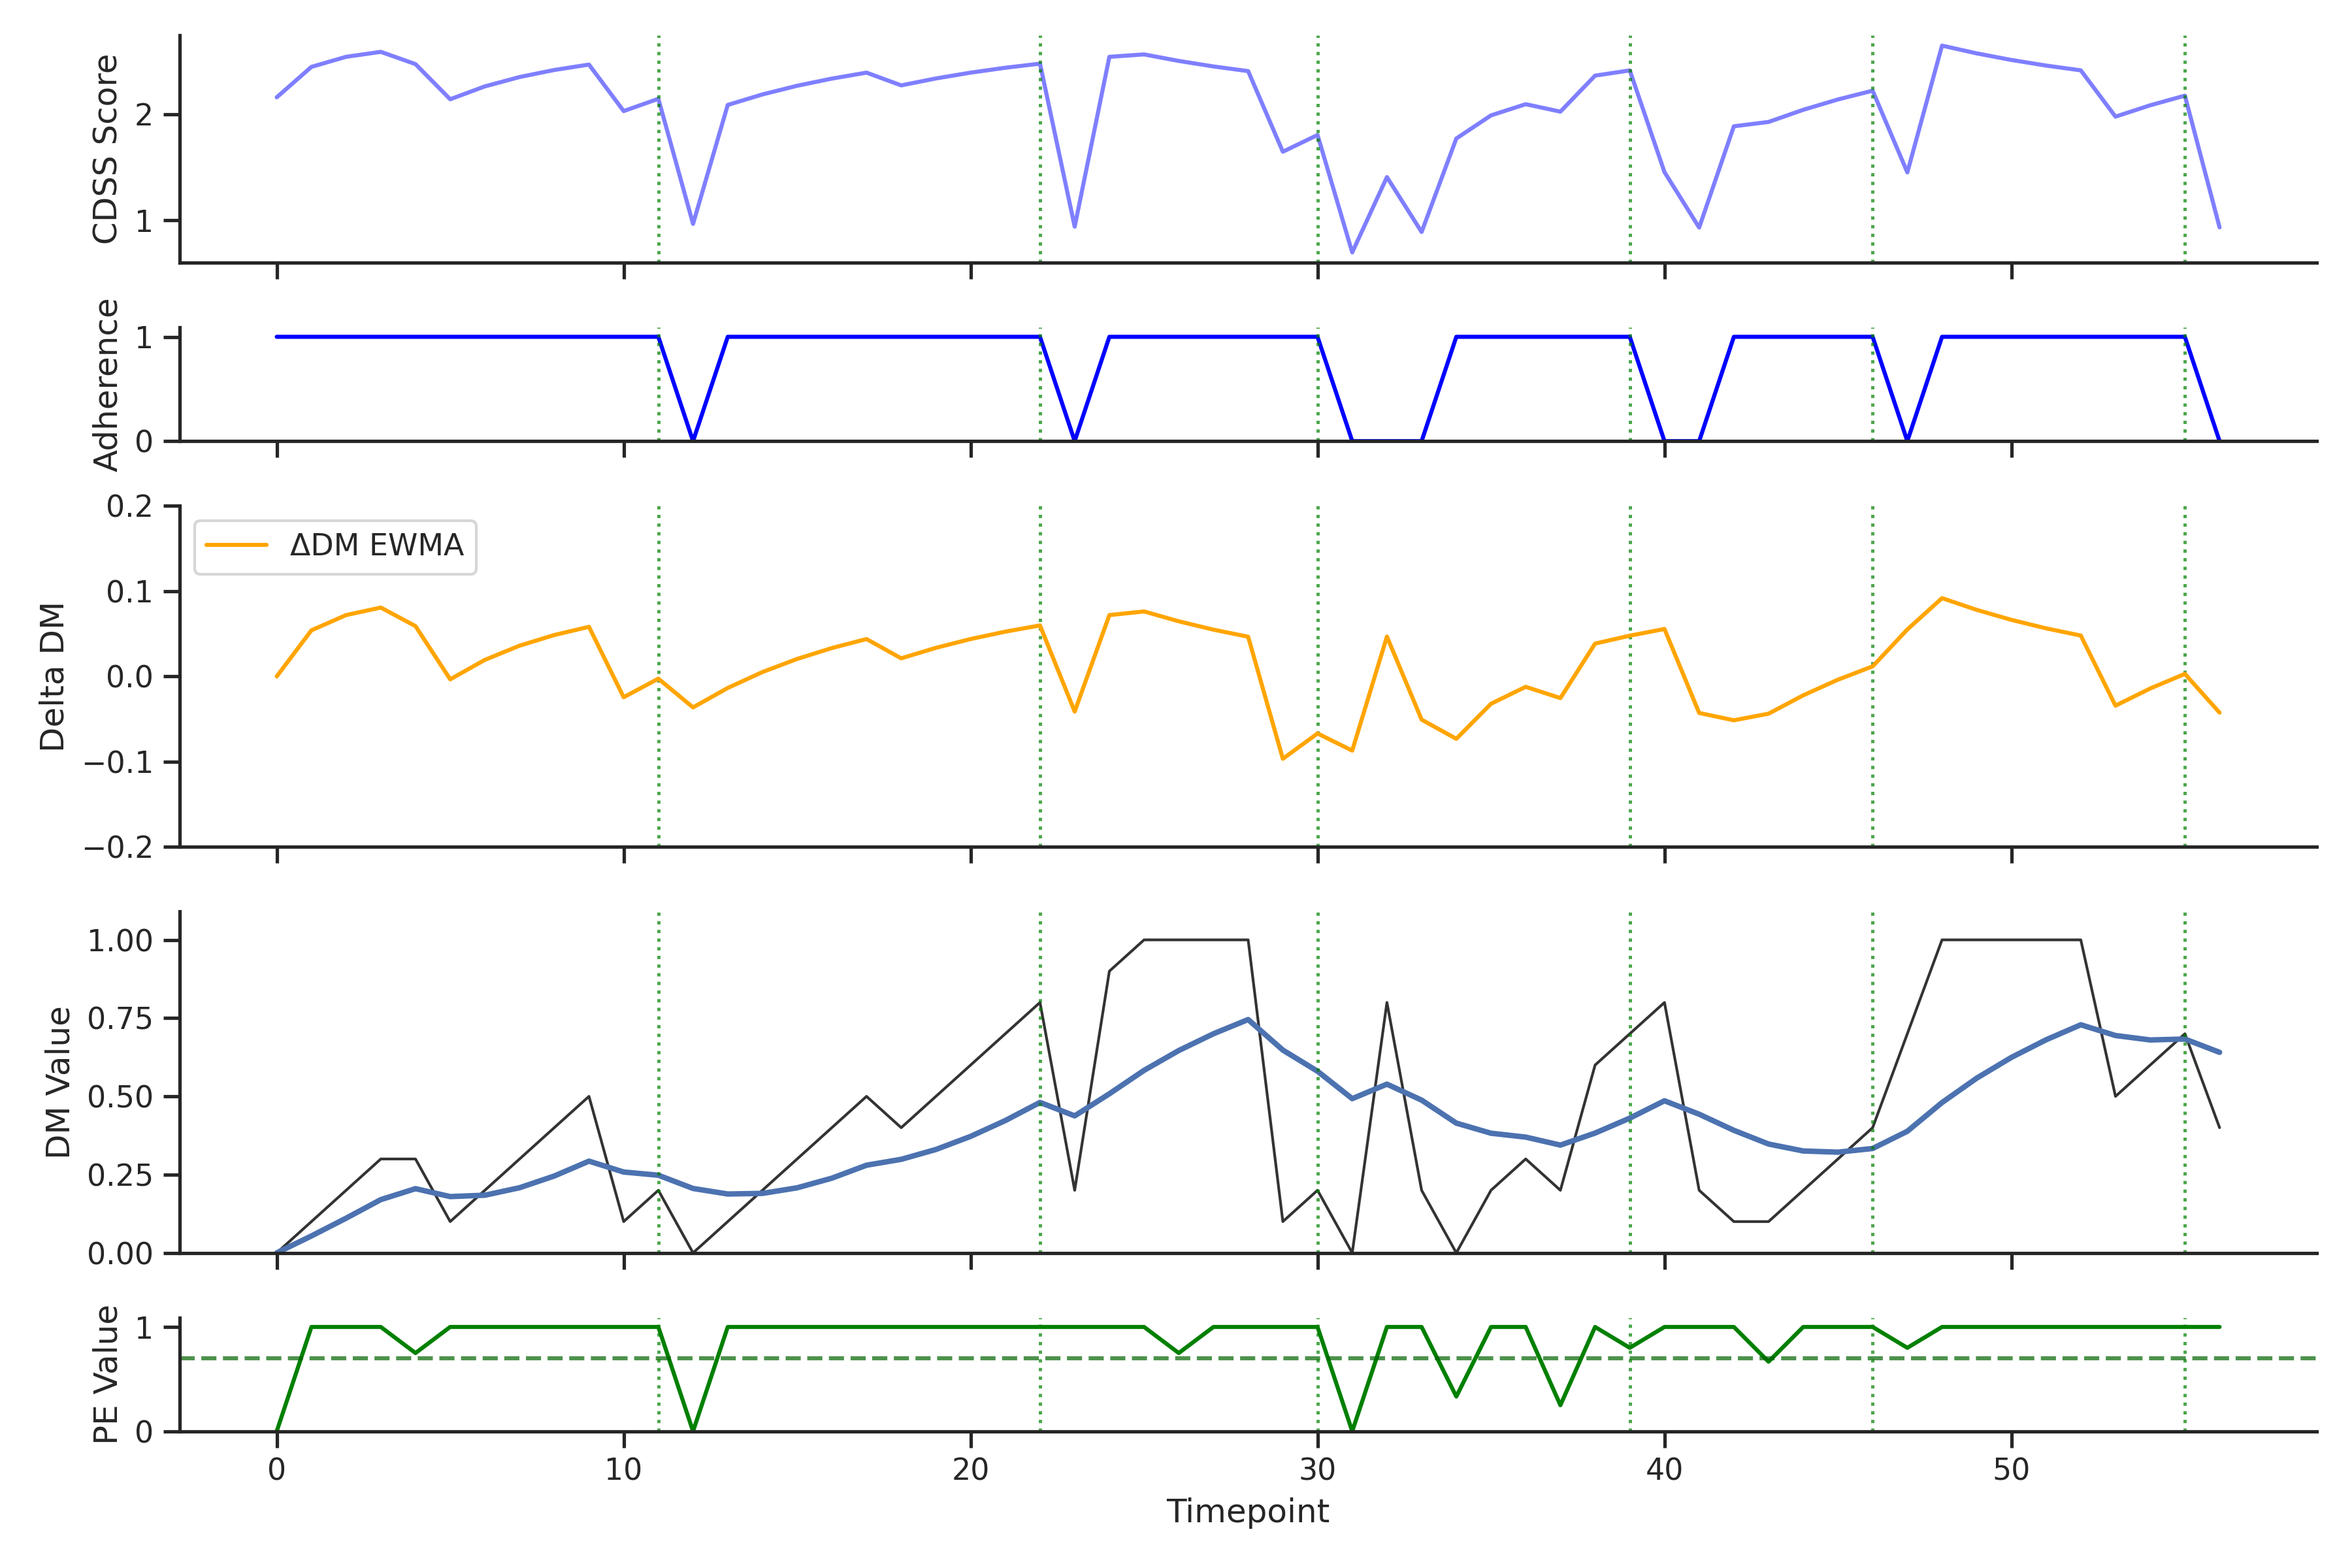 CDSS Score
2
1
Adherence
1
0
Delta DM
0.2
0.1
0.0
−0.1
−0.2
ΔDM EWMA
DM Value
1.00
0.75
0.50
0.25
0.00
PE Value
1
0
0 10 20 30 40 50
Timepoint